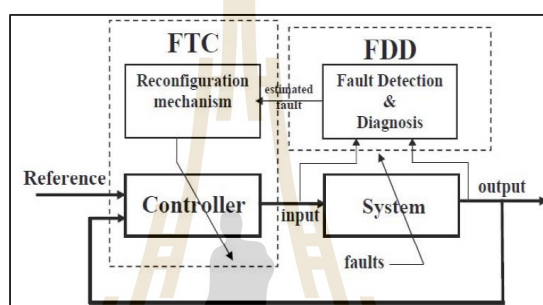 FTC
FDD
Reconfiguration
mechanism
estimated
fault
Fault Detection
&
Diagnosis
Reference
Controller
input
System
output
faults